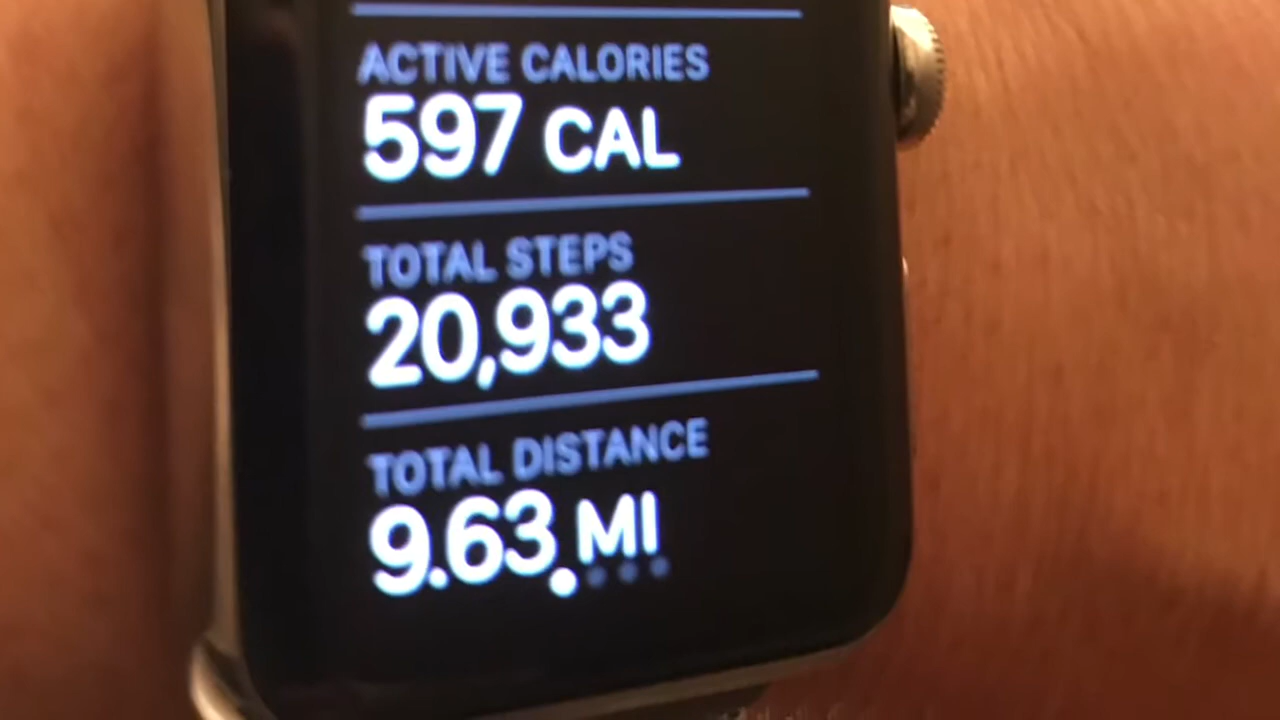 ACTIVE CALORIES
597 CAL
TOTAL STEPS
20,933
TOTAL DISTANCE
9.63 MI